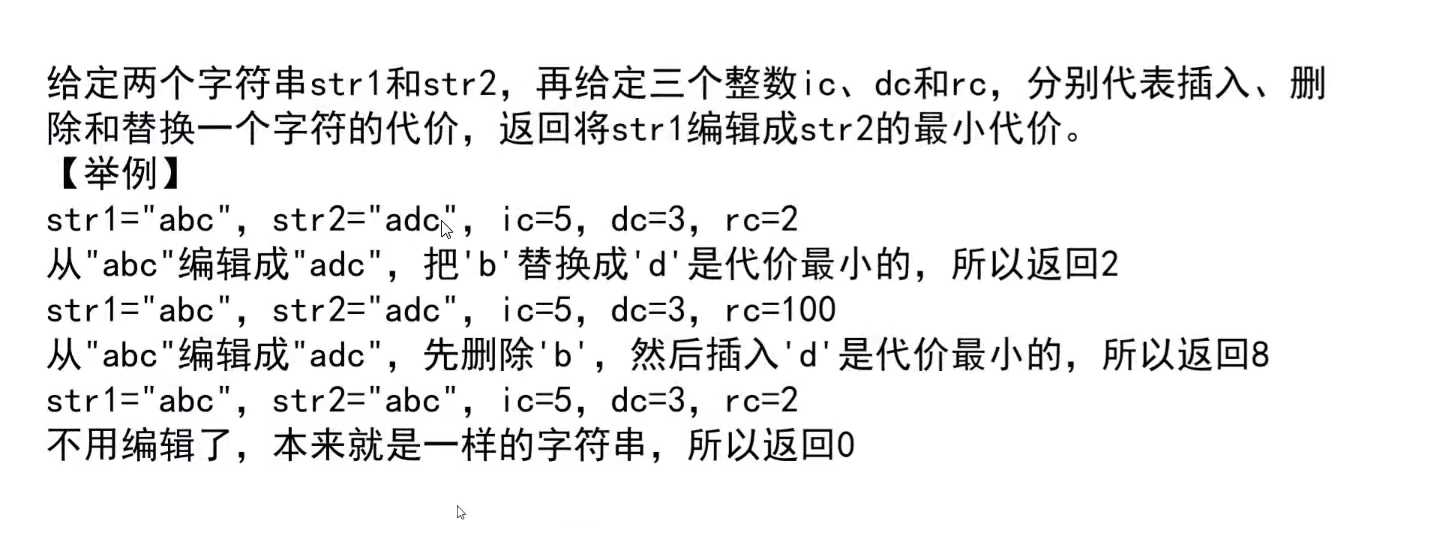 给定两个字符串str1和str2，再给定三个整数ic、dc和rc，分别代表插入、删
除和替换一个字符的代价，返回将str1编辑成str2的最小代价。
【举例】
str1="abc"，str2="adc"，ic=5，dc=3，rc=2
从"abc"编辑成"adc"，把'b'替换成'd'是代价最小的，所以返回2
str1="abc"，str2="adc"，ic=5，dc=3，rc=100
从"abc"编辑成"adc"，先删除'b'，然后插入'd'是代价最小的，所以返回8
str1="abc"，str2="abc"，ic=5，dc=3，rc=2
不用编辑了，本来就是一样的字符串，所以返回0